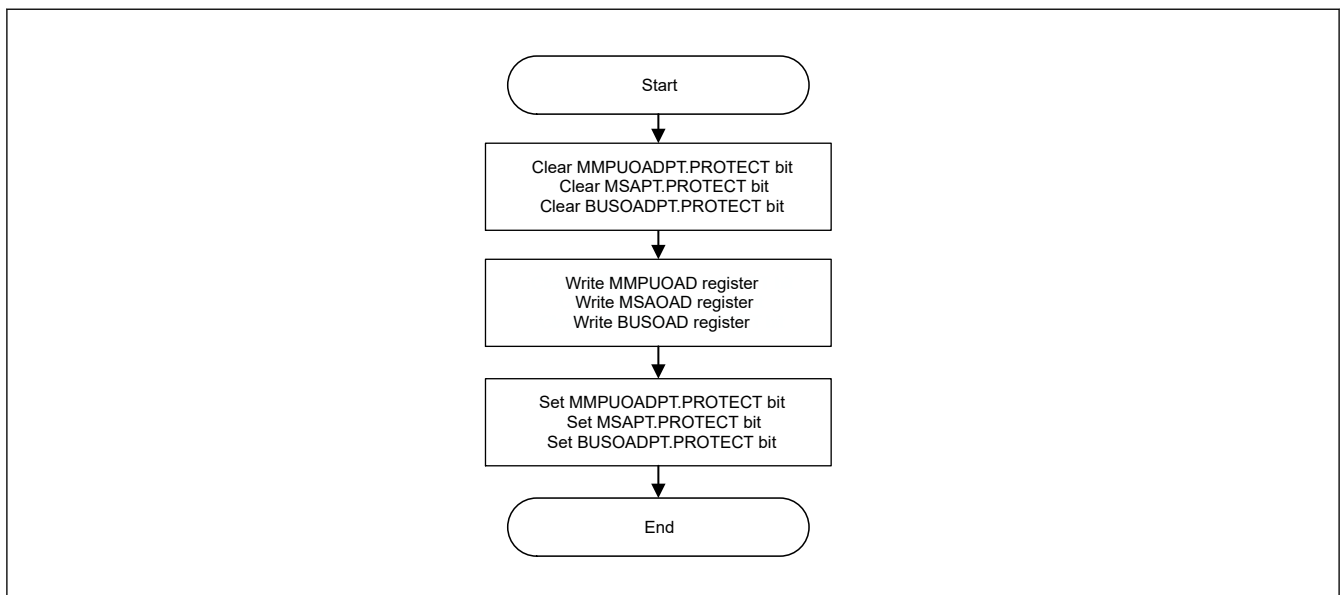 Start
Clear MMPUOADPT.PROTECT bit
Clear MSAPT.PROTECT bit
Clear BUSOADPT.PROTECT bit
Write MMPUOAD register
Write MSAOAD register
Write BUSOAD register
Set MMPUOADPT.PROTECT bit
Set MSAPT.PROTECT bit
Set BUSOADPT.PROTECT bit
End